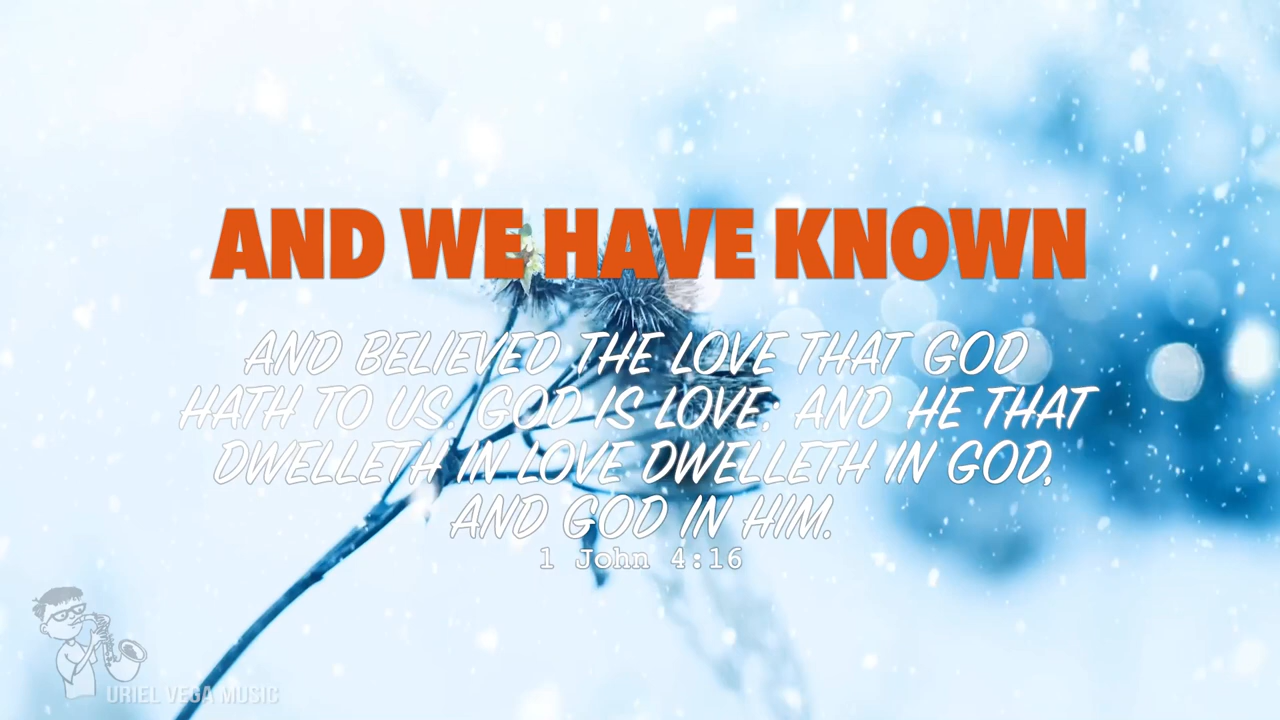 AND WE HAVE KNOWN
AND BELIEVED THE LOVE THAT GOD
HATH TO US. GOD IS LOVE; AND HE THAT
DWELLETH IN LOVE DWELLETH IN GOD,
AND GOD IN HIM.
1 John 4:16
URIEL VEGA MUSIC